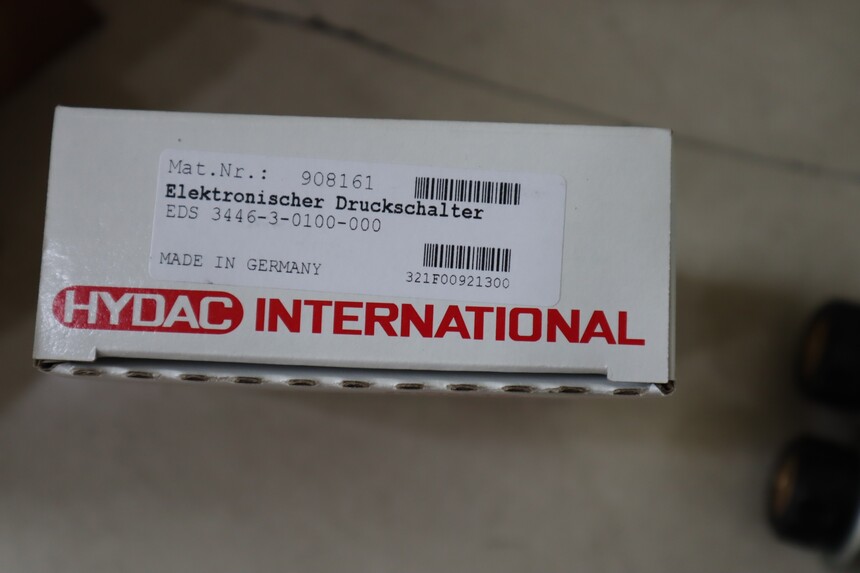 Mat.Nr.: 908161
Elektronischer Druckschalter
EDS 3446-3-0100-000
MADE IN GERMANY
321F00921300
HYDAC INTERNATIONAL